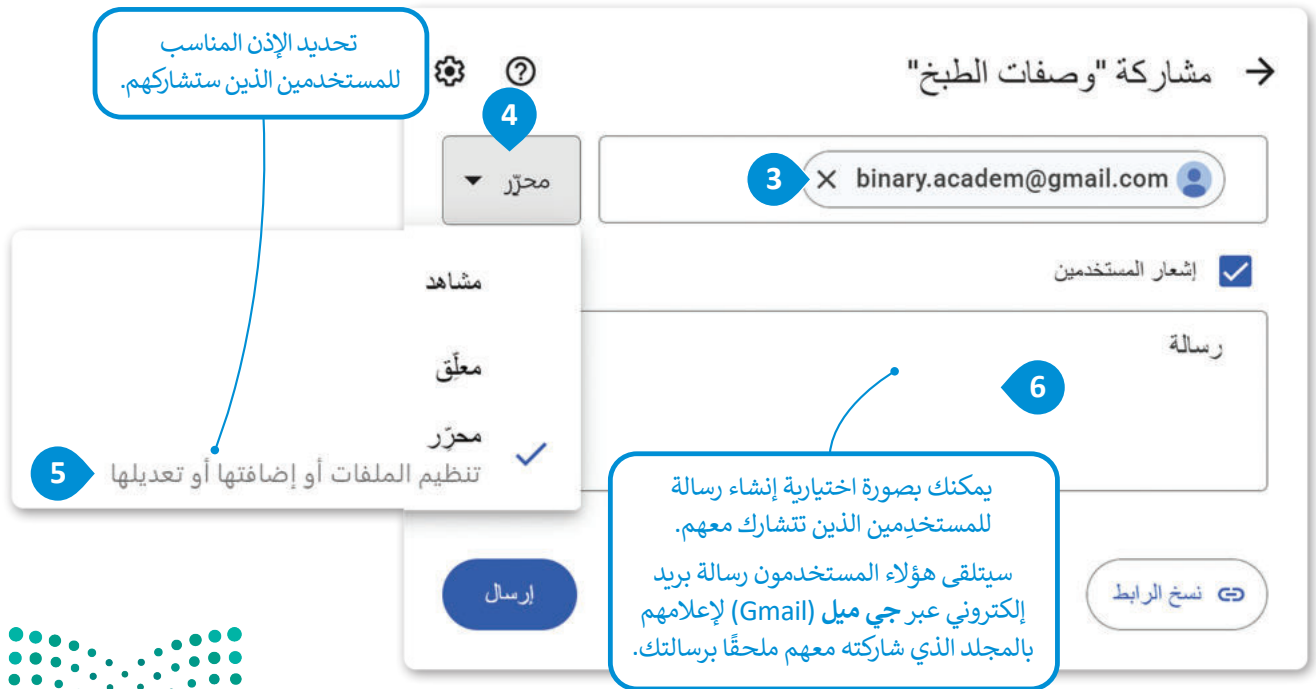 تحديد الإذن المناسب
للمستخدمين الذين ستشاركهم.
مشاركة "وصفات الطبخ"
4
محرّر
binary.academ@gmail.com
3
إشعار المستخدمين
مشاهد
معلِّق
محرِّر
تنظيم الملفات أو إضافتها أو تعديلها
5
رسالة
6
يمكنك بصورة اختيارية إنشاء رسالة
للمستخدِمين الذين تتشارك معهم.
سيتلقى هؤلاء المستخدمون رسالة بريد
إلكتروني عبر جي ميل (Gmail) لإعلامهم
بالمجلد الذي شاركته معهم ملحقًا برسالتك.
نسخ الرابط
إرسال